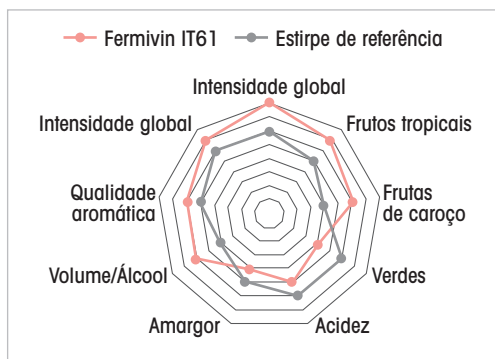 Fermivin IT61 Estirpe de referência
Intensidade global
Intensidade global Frutos tropicais
Qualidade
aromática
Frutas
de caroço
Volume/Álcool Verdes
Amargor Acidez